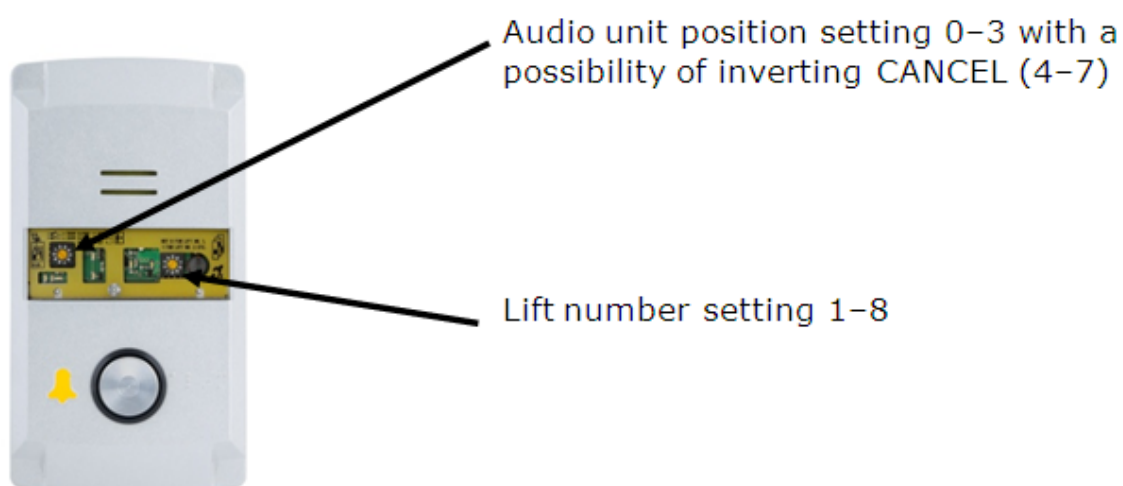 Audio unit position setting 0–3 with a
possibility of inverting CANCEL (4–7)
Lift number setting 1–8